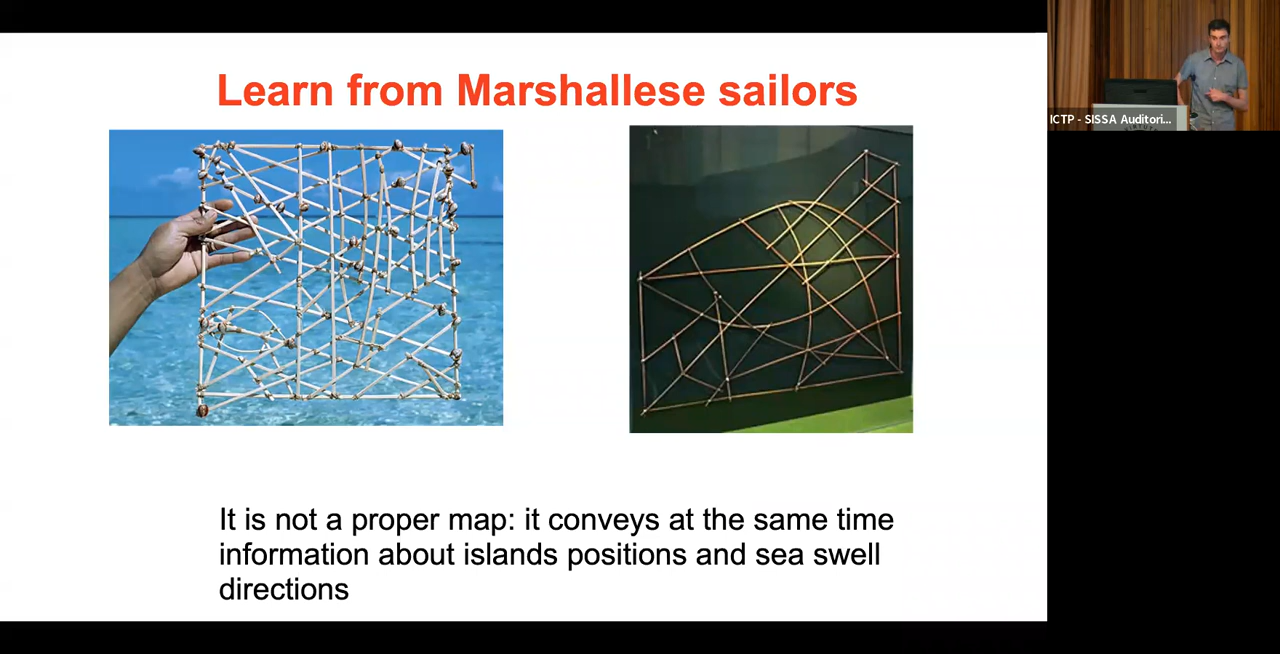 Learn from Marshallese sailors
ICTP - SISSA Auditori...
It is not a proper map: it conveys at the same time
information about islands positions and sea swell
directions